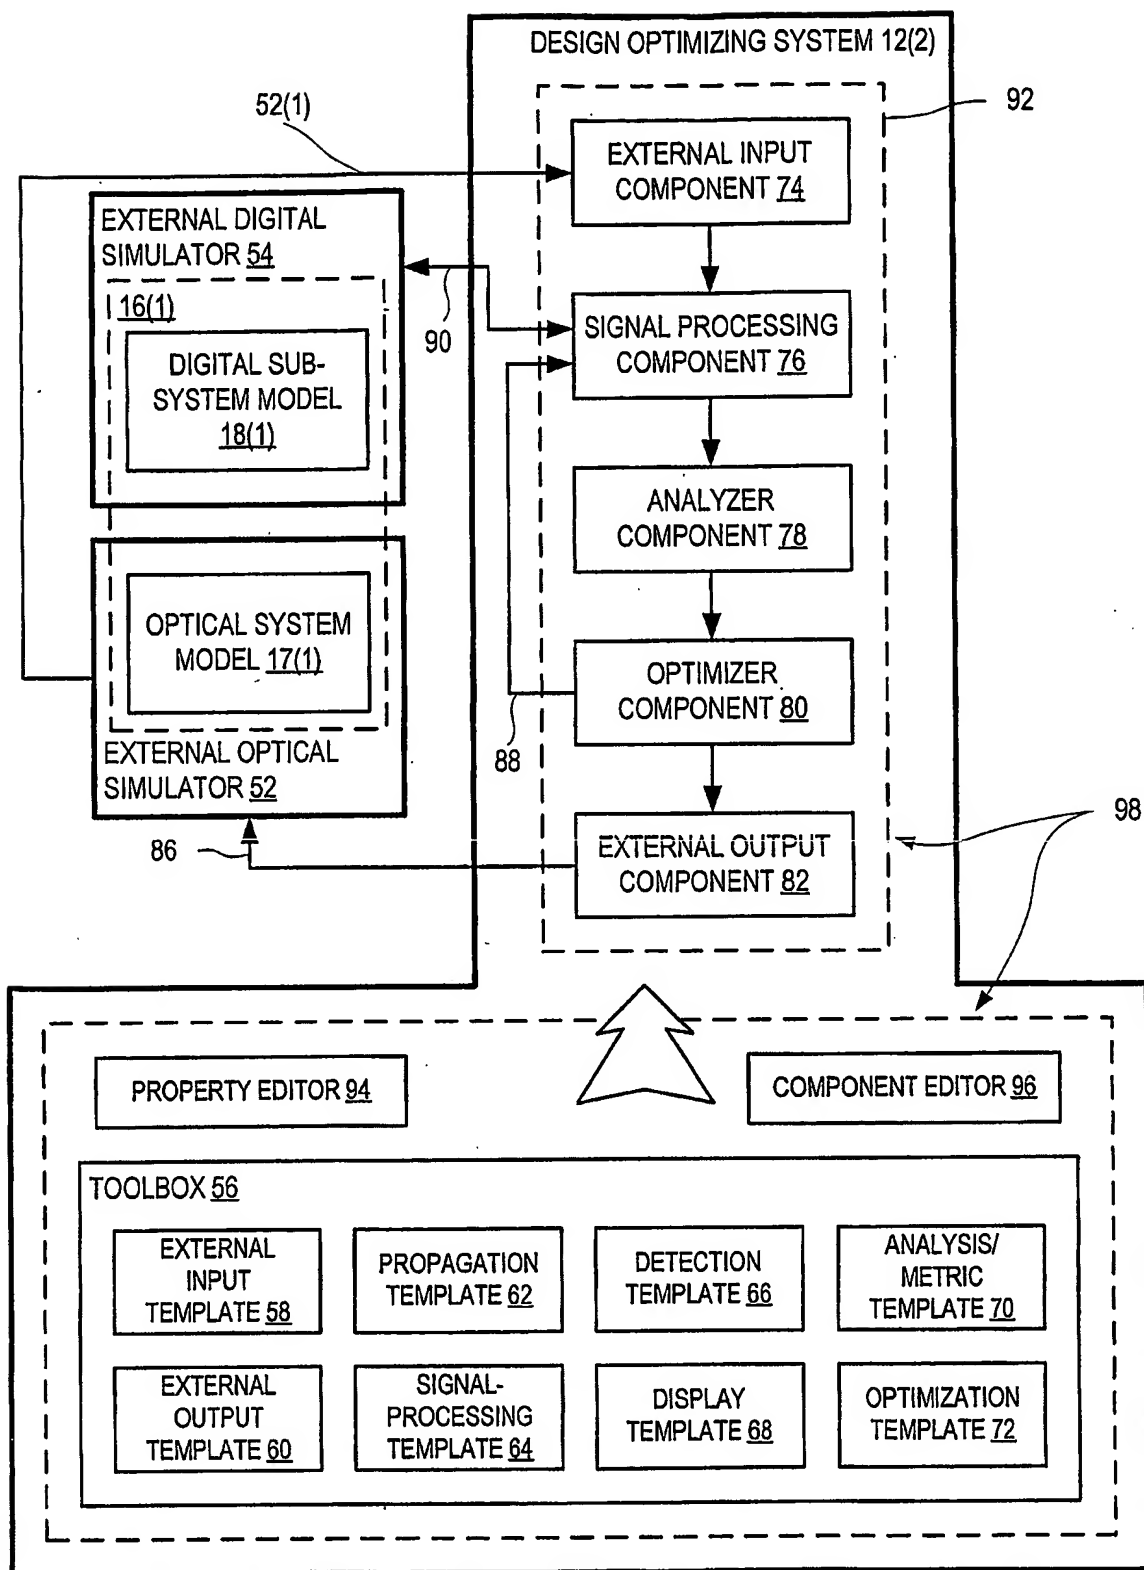 DESIGN OPTIMIZING SYSTEM 12(2)
52(1)
92
EXTERNAL INPUT
COMPONENT 74
EXTERNAL DIGITAL
SIMULATOR 54
16(1)
90
SIGNAL PROCESSING
COMPONENT 76
DIGITAL SUB-
SYSTEM MODEL
18(1)
ANALYZER
COMPONENT 78
OPTICAL SYSTEM
MODEL 17(1)
OPTIMIZER
COMPONENT 80
EXTERNAL OPTICAL
SIMULATOR 52
88
98
86
EXTERNAL OUTPUT
COMPONENT 82
PROPERTY EDITOR 94
COMPONENT EDITOR 96
TOOLBOX 56
EXTERNAL
INPUT
TEMPLATE 58
PROPAGATION
TEMPLATE 62
DETECTION
TEMPLATE 66
ANALYSIS/
METRIC
TEMPLATE 70
EXTERNAL
OUTPUT
TEMPLATE 60
SIGNAL-
PROCESSING
TEMPLATE 64
DISPLAY
TEMPLATE 68
OPTIMIZATION
TEMPLATE 72